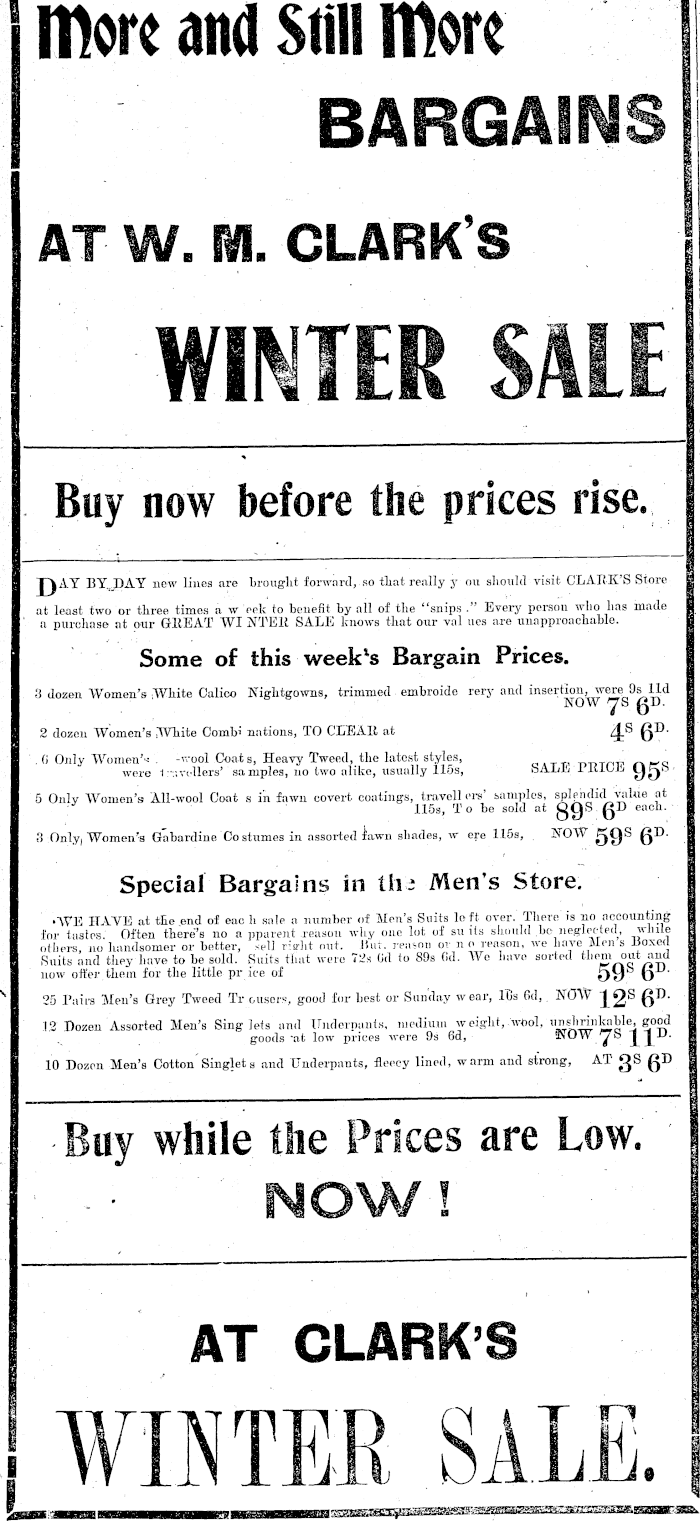 More and Still More
BARGAINS
AT W. M. CLARK'S
WINTER SALE
Buy now before the prices rise.
DAY BY DAY new lines are brought forward, so that really you should visit CLARK'S Store
at least two or three times a week to benefit by all of the "snips." Every person who has made
a purchase at our GREAT WINTER SALE knows that our values are unapproachable.
Some of this week's Bargain Prices.
3 dozen Women's White Calico Nightgowns, trimmed embroidery and insertion, were 9s 11d
NOW 7S 6D.
2 dozen Women's White Combinations, TO CLEAR at 4S 6D.
6 Only Women's -wool Coats, Heavy Tweed, the latest styles,
were travellers' samples, no two alike, usually 115s, SALE PRICE 95S
5 Only Women's All-wool Coats in fawn covert coatings, travellers' samples, splendid value at
115s, To be sold at 89S 6D each.
3 Only, Women's Gabardine Costumes in assorted fawn shades, were 115s, NOW 59S 6D.
Special Bargains in the Men's Store.
WE HAVE at the end of each sale a number of Men's Suits left over. There is no accounting
for tastes. Often there's no apparent reason why one lot of suits should be neglected, while
others, no handsomer or better, sell right out. But, reason or no reason, we have Men's Boxed
Suits and they have to be sold. Suits that were 72s 6d to 89s 6d. We have sorted them out and
now offer them for the little price of 59S 6D.
25 Pairs Men's Grey Tweed Trousers, good for best or Sunday wear, 16s 6d, NOW 12S 6D.
12 Dozen Assorted Men's Singlets and Underpants, medium weight, wool, unshrinkable, good
goods at low prices were 9s 6d, NOW 7S 11D.
10 Dozen Men's Cotton Singlets and Underpants, fleecy lined, warm and strong, AT 3S 6D
Buy while the Prices are Low.
NOW!
AT CLARK'S
WINTER SALE.